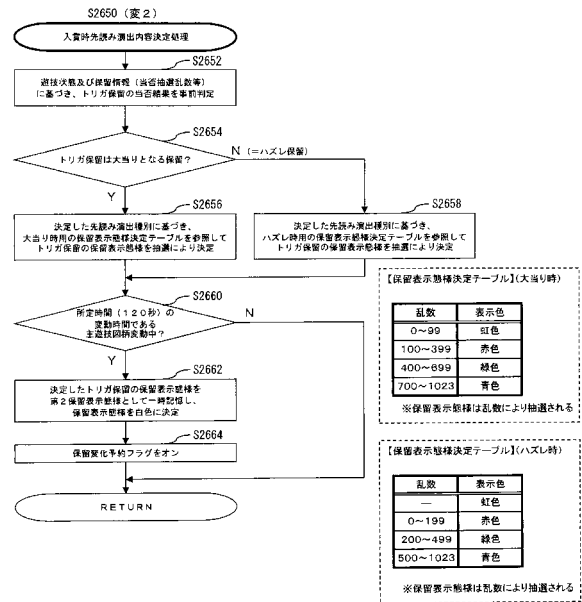 S2650（変２）
入賞時先読み演出内容決定処理
S2652
遊技状態及び保留情報（当否抽選乱数等）
に基づき、トリガ保留の当否結果を事前判定
S2654
トリガ保留は大当りとなる保留？
N（＝ハズレ保留）
Y
S2656
決定した先読み演出種別に基づき、
大当り時用の保留表示態様決定テーブルを参照して
トリガ保留の保留表示態様を抽選により決定
S2658
決定した先読み演出種別に基づき、
ハズレ時用の保留表示態様決定テーブルを参照して
トリガ保留の保留表示態様を抽選により決定
S2660
所定時間（１２０秒）の
変動時間である
主遊技図柄変動中？
N
Y
S2662
決定したトリガ保留の保留表示態様を
第２保留表示態様として一時記憶し、
保留表示態様を白色に決定
S2664
保留変化予約フラグをオン
RETURN
【保留表示態様決定テーブル】（大当り時）
乱数 表示色
0～99 虹色
100～399 赤色
400～699 緑色
700～1023 青色
※保留表示態様は乱数により抽選される
【保留表示態様決定テーブル】（ハズレ時）
乱数 表示色
― 虹色
0～199 赤色
200～499 緑色
500～1023 青色
※保留表示態様は乱数により抽選される